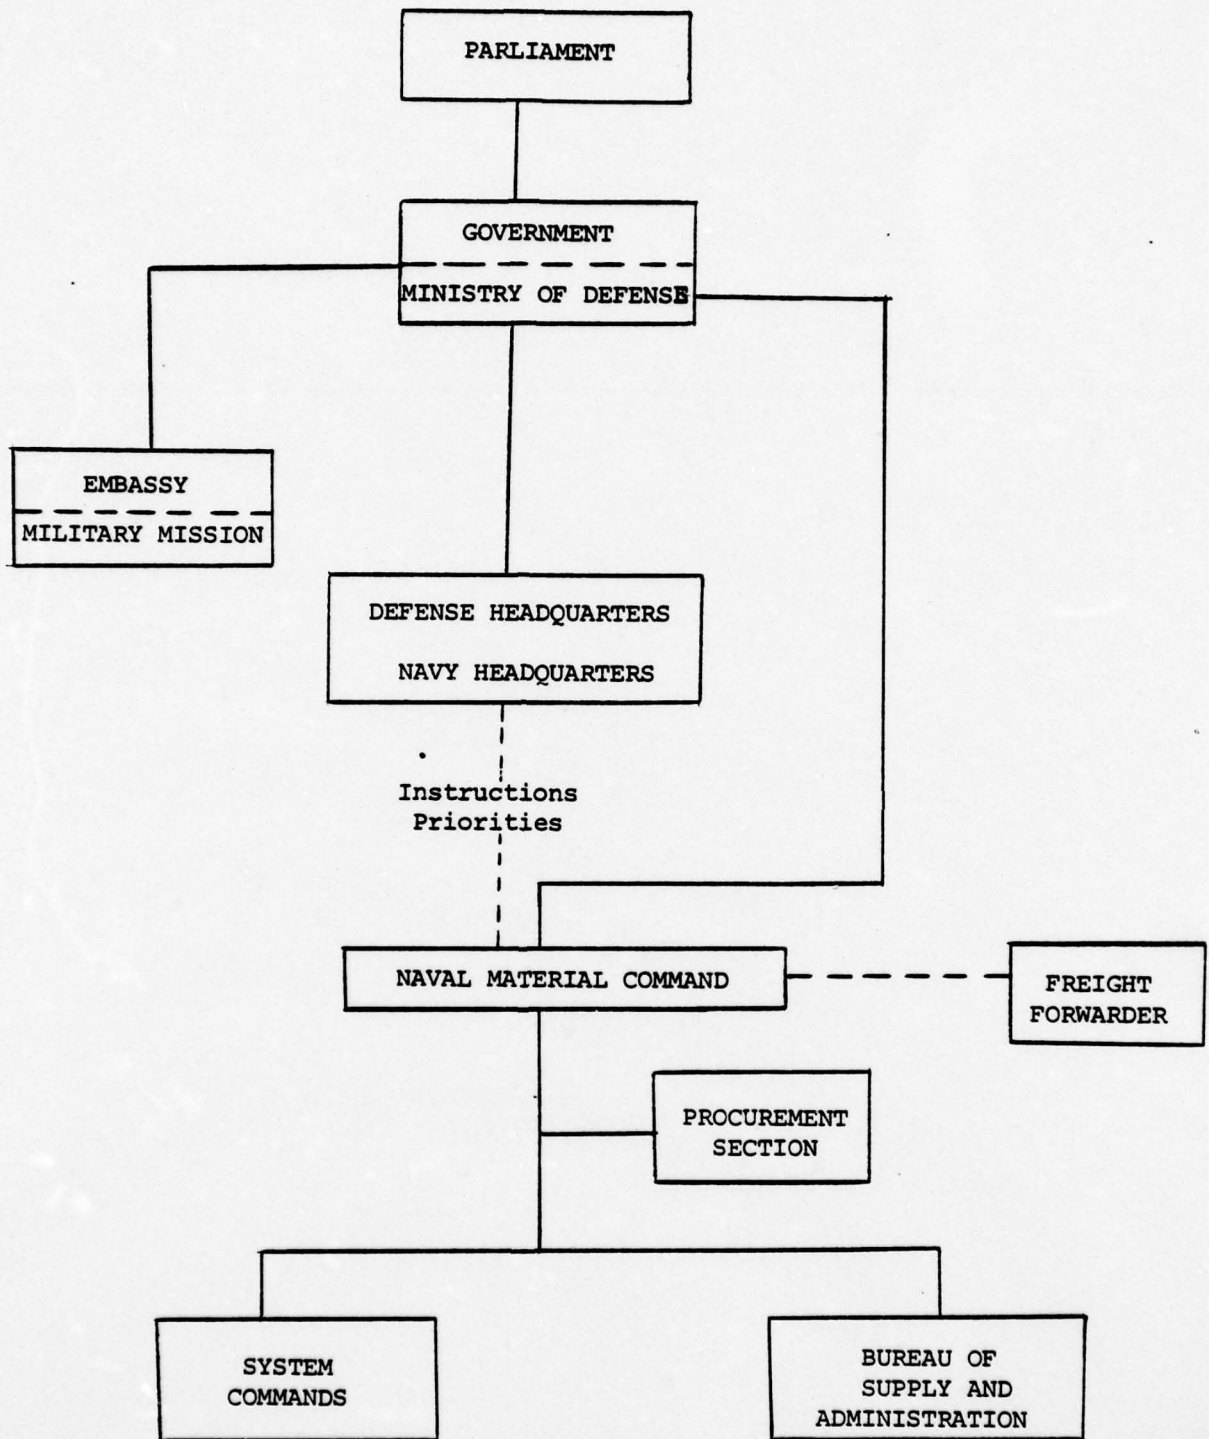 PARLIAMENT
GOVERNMENT
MINISTRY OF DEFENSE
EMBASSY
MILITARY MISSION
DEFENSE HEADQUARTERS
NAVY HEADQUARTERS
Instructions
Priorities
NAVAL MATERIAL COMMAND
FREIGHT
FORWARDER
PROCUREMENT
SECTION
SYSTEM
COMMANDS
BUREAU OF
SUPPLY AND
ADMINISTRATION